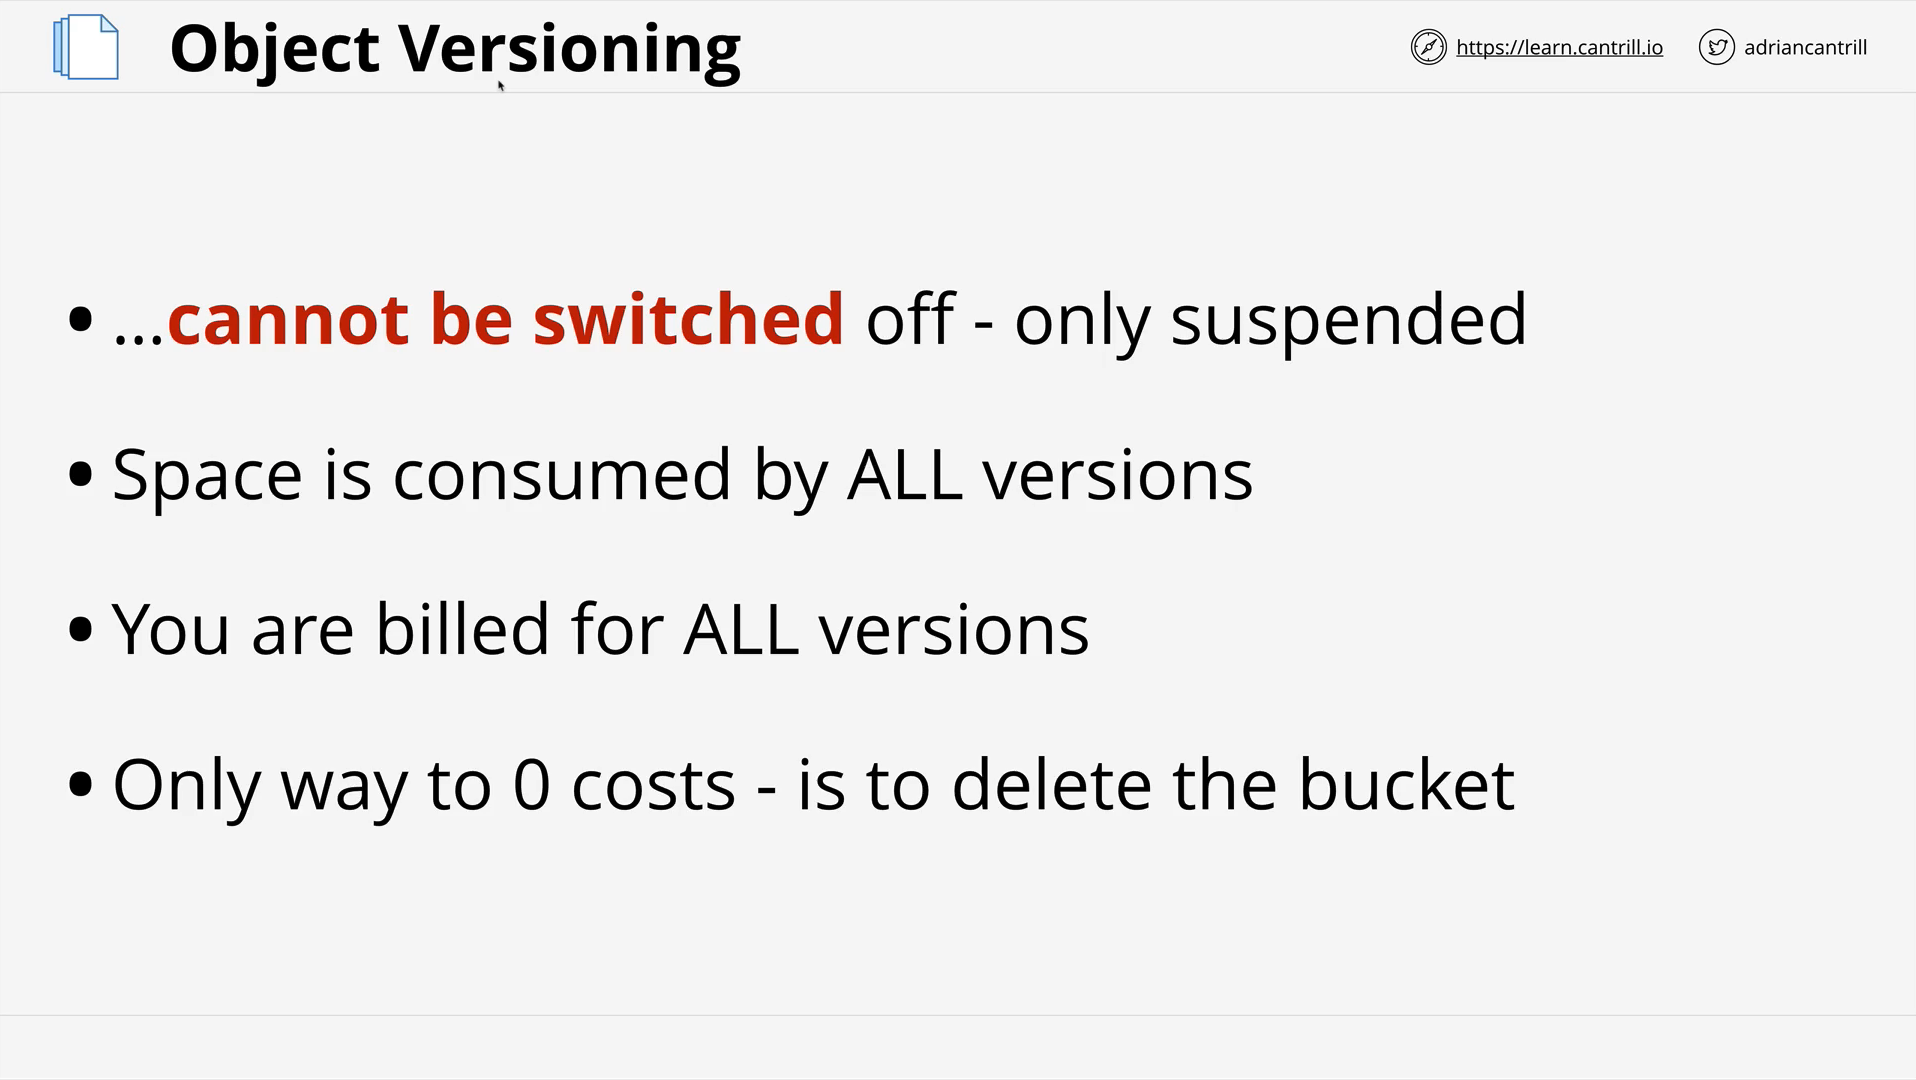 Object Versioning
https://learn.cantrill.io
adriancantrill
• ...cannot be switched off - only suspended
• Space is consumed by ALL versions
• You are billed for ALL versions
• Only way to 0 costs - is to delete the bucket